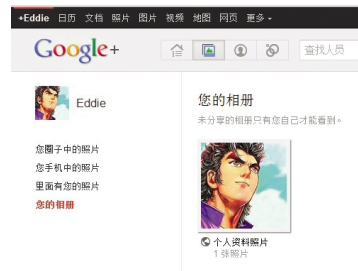 +Eddie 日历 文档 照片 图片 视频 地图 网页 更多
Google+ 查找人员
Eddie
您的相册
未分享的相册只有您自己才能看到。
您圈子中的照片
您手机中的照片
里面有您的照片
您的相册
个人资料照片
1 张照片